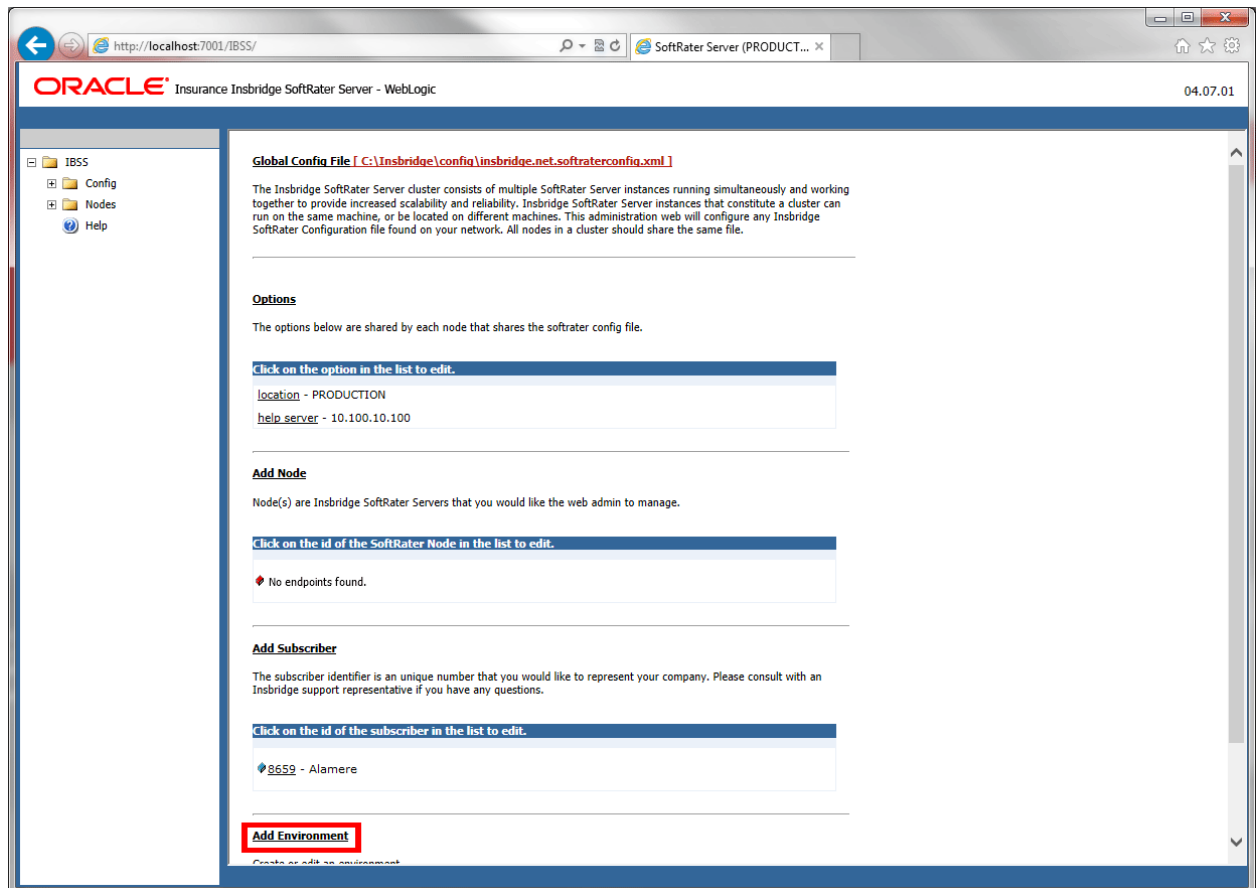 http://localhost:7001/IBSS/
SoftRater Server (PRODUCT...
ORACLE Insurance Insbridge SoftRater Server - WebLogic
04.07.01
IBSS
Config
Nodes
Help
Global Config File [ C:\Insbridge\config\insbridge.net.softraterconfig.xml ]
The Insbridge SoftRater Server cluster consists of multiple SoftRater Server instances running simultaneously and working
together to provide increased scalability and reliability. Insbridge SoftRater Server instances that constitute a cluster can
run on the same machine, or be located on different machines. This administration web will configure any Insbridge
SoftRater Configuration file found on your network. All nodes in a cluster should share the same file.
Options
The options below are shared by each node that shares the softrater config file.
Click on the option in the list to edit.
location - PRODUCTION
help server - 10.100.10.100
Add Node
Node(s) are Insbridge SoftRater Servers that you would like the web admin to manage.
Click on the id of the SoftRater Node in the list to edit.
No endpoints found.
Add Subscriber
The subscriber identifier is an unique number that you would like to represent your company. Please consult with an
Insbridge support representative if you have any questions.
Click on the id of the subscriber in the list to edit.
8659 - Alamere
Add Environment
Create or edit an environment